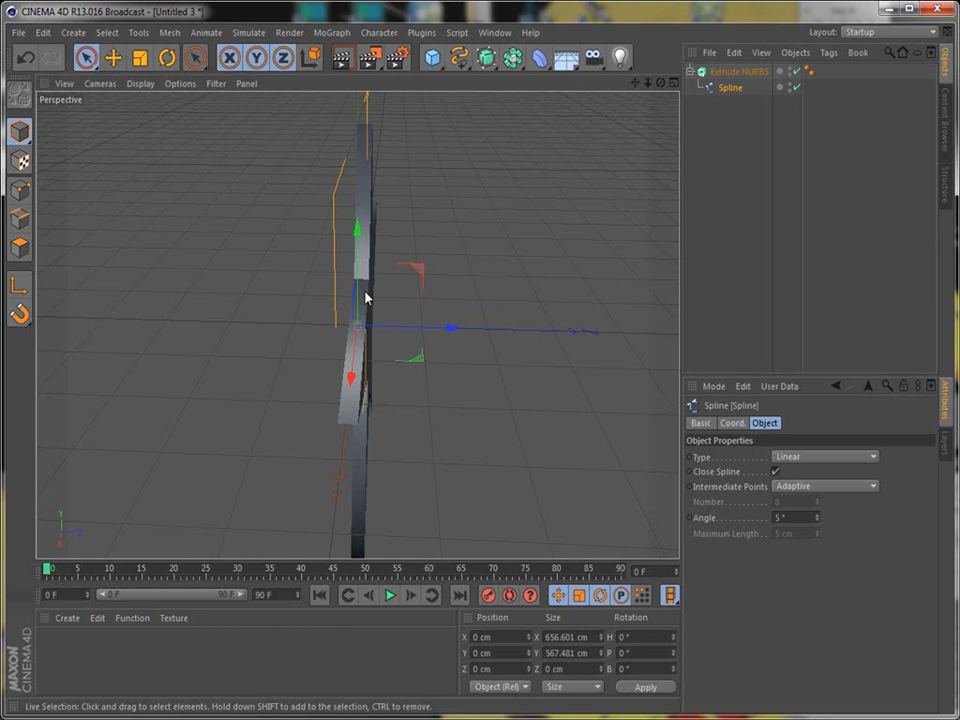 CINEMA 4D R13.016 Broadcast - [Untitled 3 *]
File Edit Create Select Tools Mesh Animate Simulate Render MoGraph Character Plugins Script Window Help
Layout: Startup
X Y Z
File Edit View Objects Tags Book
View Cameras Display Options Filter Panel
Perspective
Extrude NURBS
Spline
Objects
Content Browser
Structure
Y
Z
X
Mode Edit User Data
Spline [Spline]
Basic Coord. Object
Object Properties
Type Linear
Close Spline
Intermediate Points Adaptive
Number 8
Angle 5 °
Maximum Length 5 cm
Attributes
Layers
0 5 10 15 20 25 30 35 40 45 50 55 60 65 70 75 80 85 90 0 F
0 F 0 F 90 F 90 F
P
Create Edit Function Texture
Position Size Rotation
X 0 cm X 656.601 cm H 0 °
Y 0 cm Y 567.481 cm P 0 °
Z 0 cm Z 0 cm B 0 °
Object (Rel) Size Apply
MAXON
CINEMA 4D
Live Selection: Click and drag to select elements. Hold down SHIFT to add to the selection, CTRL to remove.